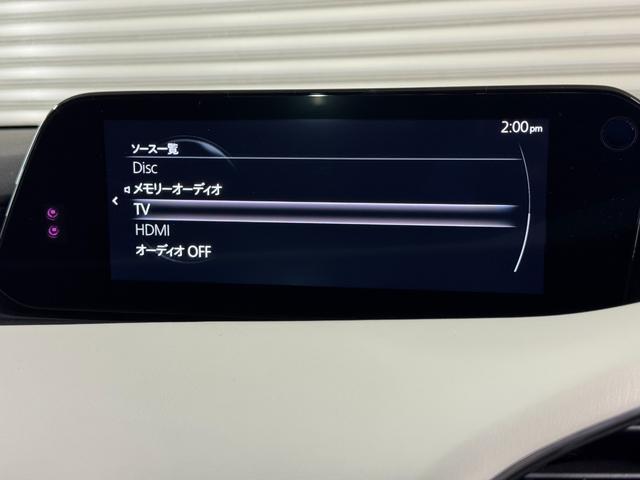 2:00pm
ソース一覧
Disc
メモリーオーディオ
TV
HDMI
オーディオ OFF